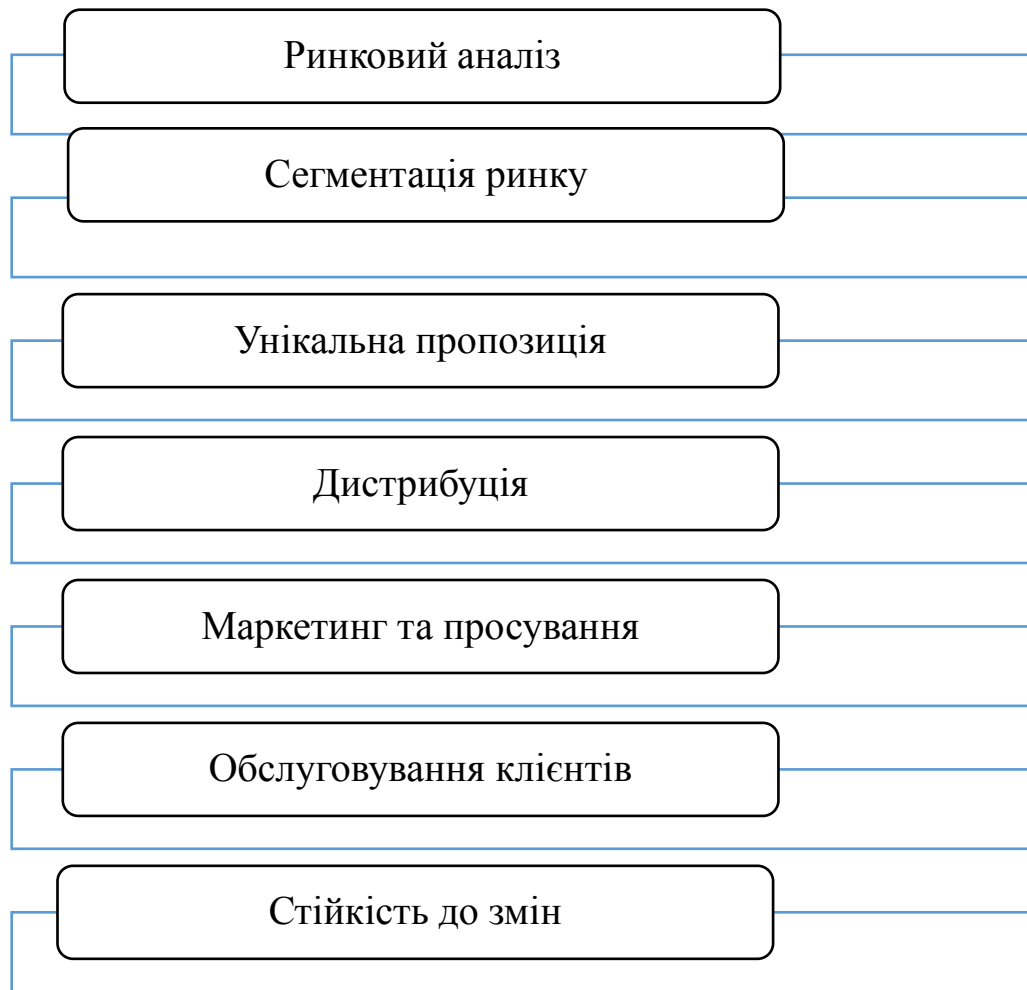 Ринковий аналіз
Сегментація ринку
Унікальна пропозиція
Дистрибуція
Маркетинг та просування
Обслуговування клієнтів
Стійкість до змін